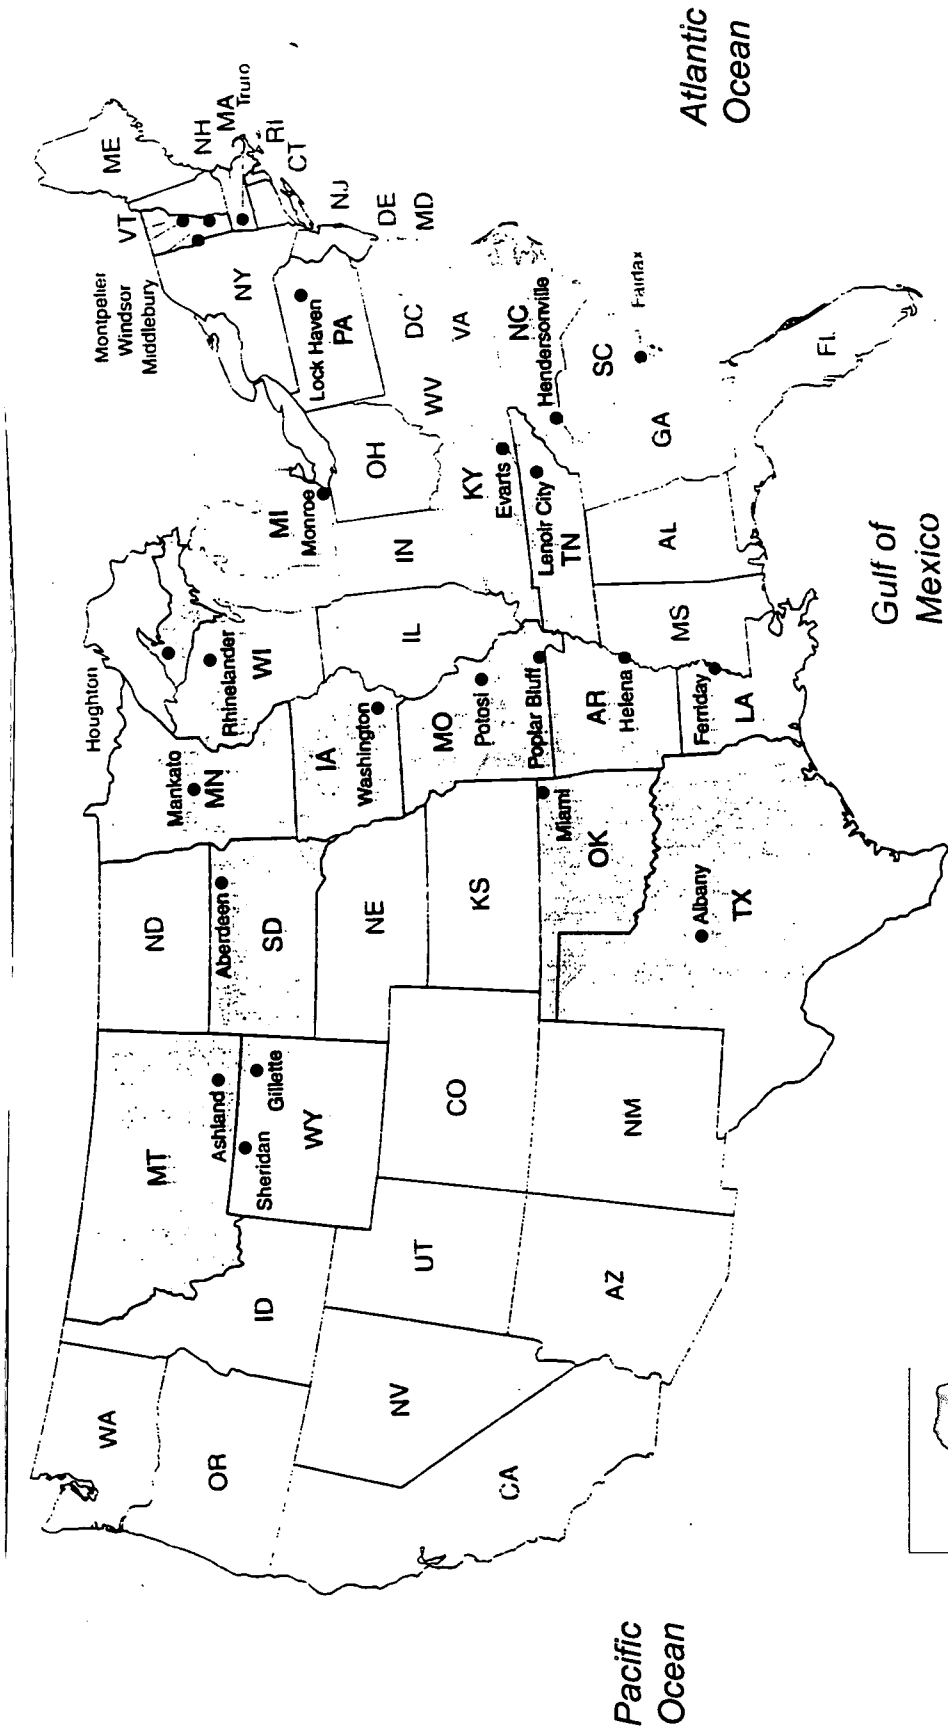 Pacific
Ocean
WA
OR
CA
NV
ID
MT
Ashland
Sheridan
Gillette
WY
UT
AZ
CO
NM
ND
Aberdeen
SD
NE
KS
Miami
OK
Albany
TX
Houghton
Mankato
MN
Rhinelander
WI
IA
Washington
MO
Potosi
Poplar Bluff
AR
Helena
Ferriday
LA
IL
MI
Monroe
IN
OH
KY
Evarts
Lenoir City
TN
MS
AL
GA
FL
Montpelier
Windsor
Middlebury
VT
ME
NH
MA
Truro
RI
CT
NY
NJ
DE
MD
Lock Haven
PA
DC
WV
VA
NC
Hendersonville
SC
Fairfax
Gulf of
Mexico
Atlantic
Ocean